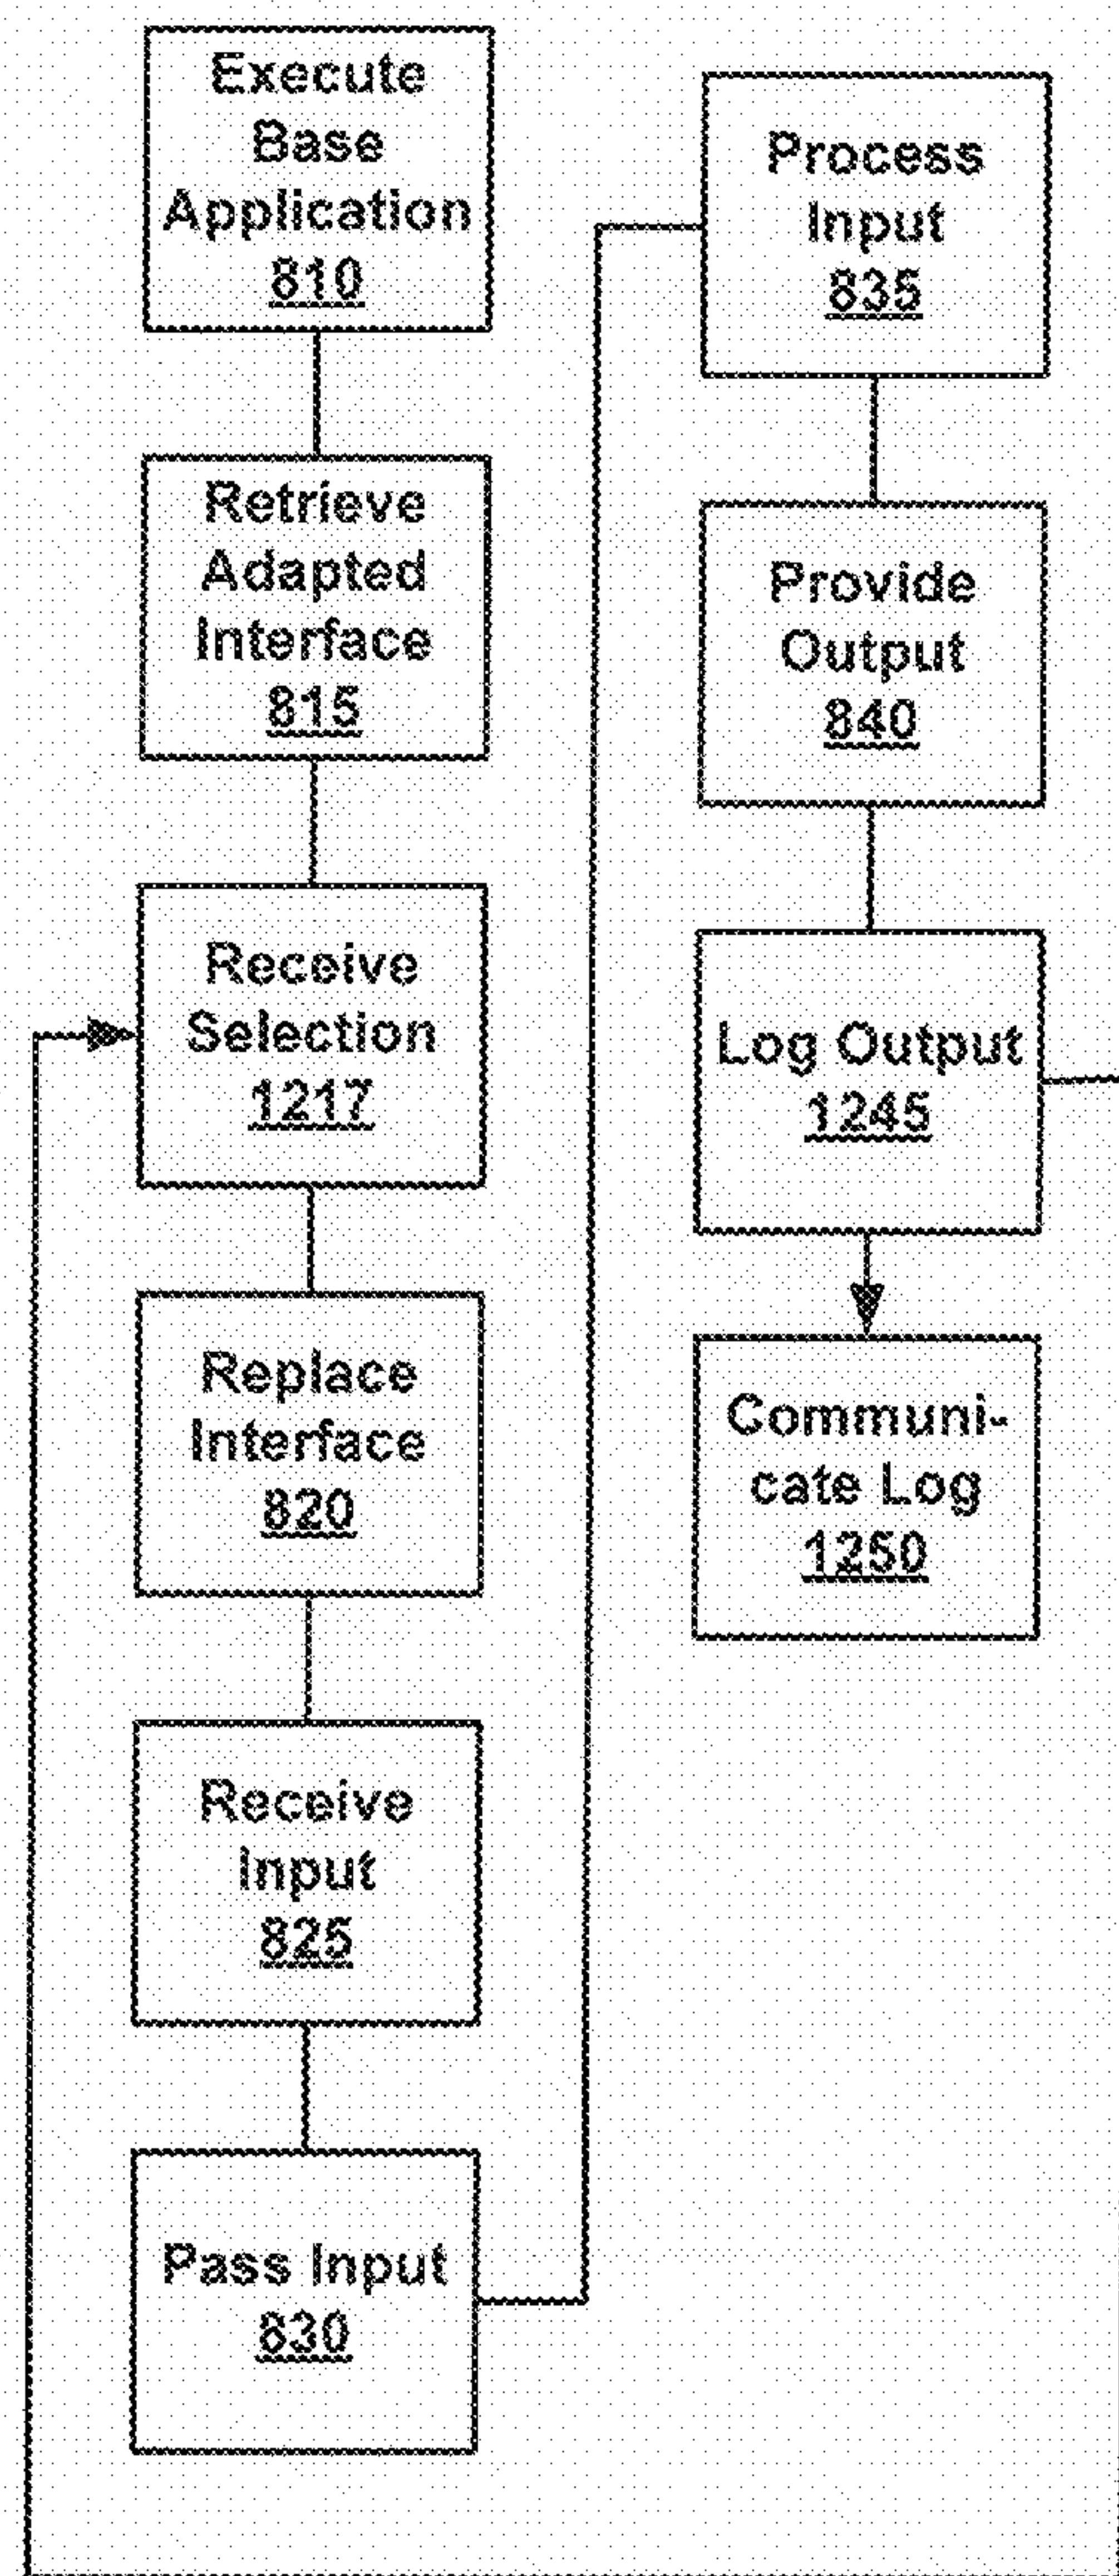 Execute
Base
Application
810
Retrieve
Adapted
Interface
815
Receive
Selection
1217
Replace
Interface
820
Receive
Input
825
Pass Input
830
Process
Input
835
Provide
Output
840
Log Output
1245
Communi-
cate Log
1250